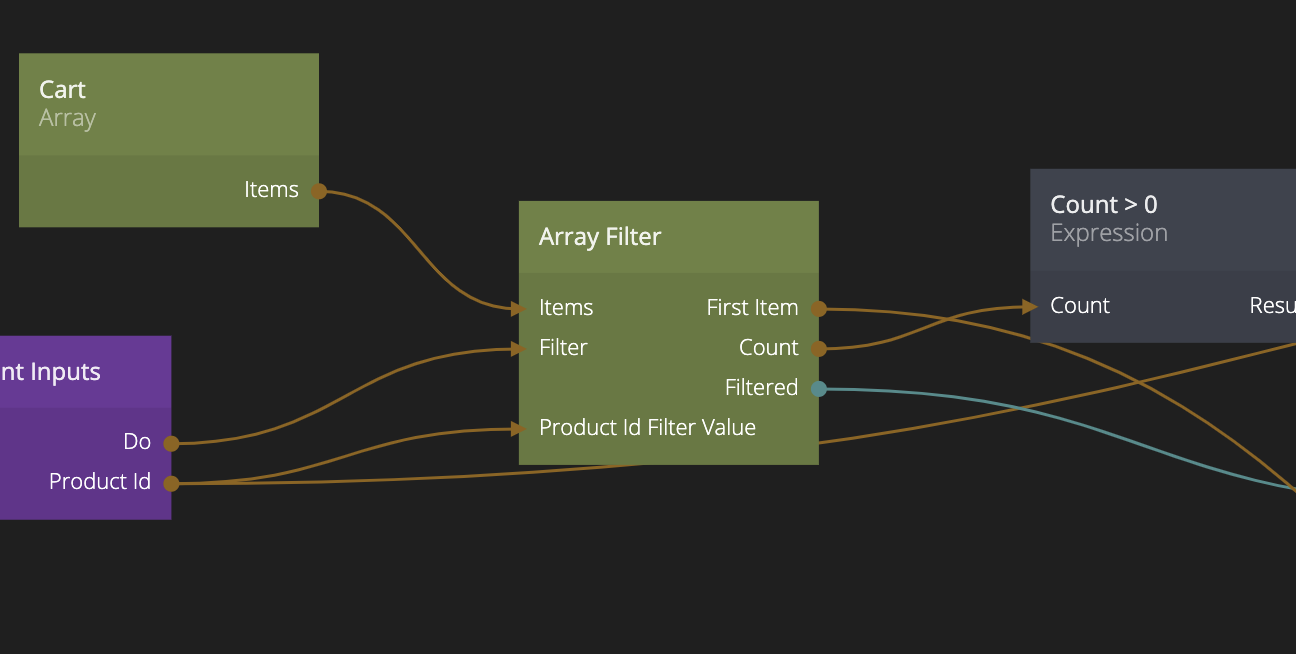 Cart
Array
Items
Array Filter
Items First Item
Filter Count
Filtered
Product Id Filter Value
Count > 0
Expression
Count Resu
nt Inputs
Do
Product Id